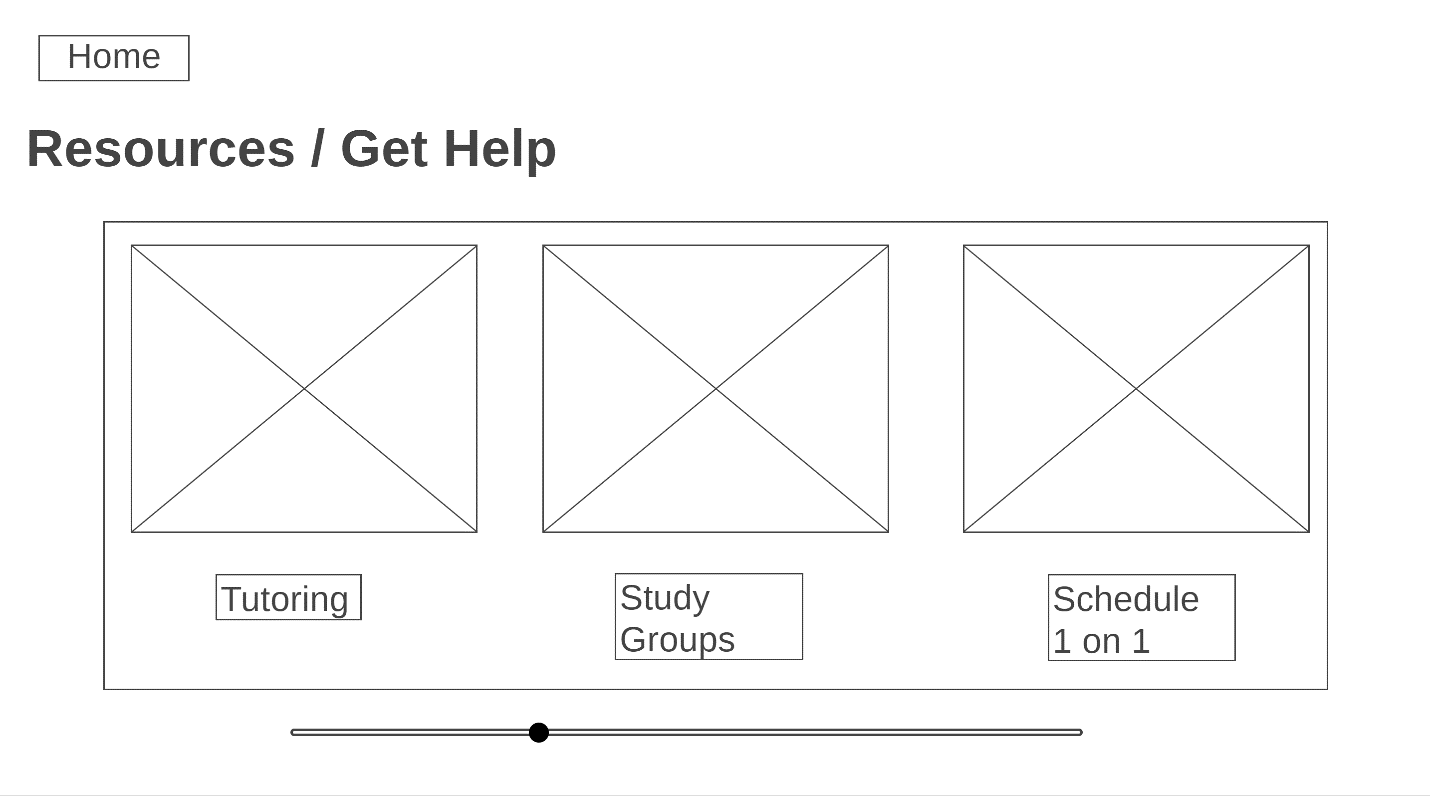 Home
Resources / Get Help
Tutoring
Study
Groups
Schedule
1 on 1